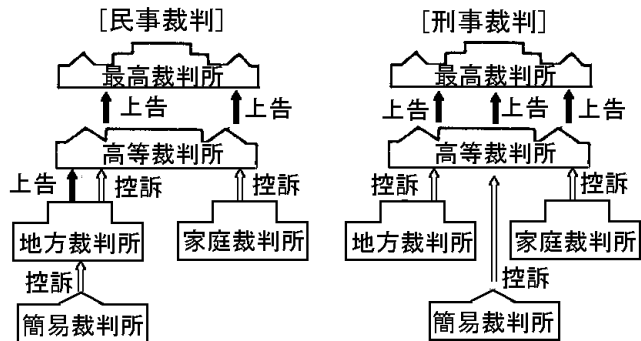 [民事裁判]
最高裁判所
上告
上告
高等裁判所
上告
控訴
控訴
地方裁判所
家庭裁判所
控訴
簡易裁判所
[刑事裁判]
最高裁判所
上告
上告
上告
高等裁判所
控訴
控訴
地方裁判所
家庭裁判所
控訴
簡易裁判所